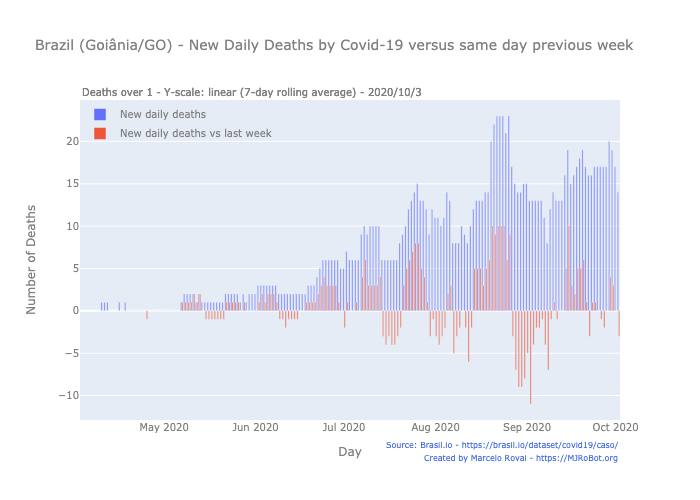 Brazil (Goiânia/GO) - New Daily Deaths by Covid-19 versus same day previous week
Deaths over 1 - Y-scale: linear (7-day rolling average) - 2020/10/3
New daily deaths
New daily deaths vs last week
20
15
10
5
0
−5
−10
Number of Deaths
May 2020 Jun 2020 Jul 2020 Aug 2020 Sep 2020 Oct 2020
Day
Source: Brasil.io - https://brasil.io/dataset/covid19/caso/
Created by Marcelo Rovai - https://MJRoBot.org